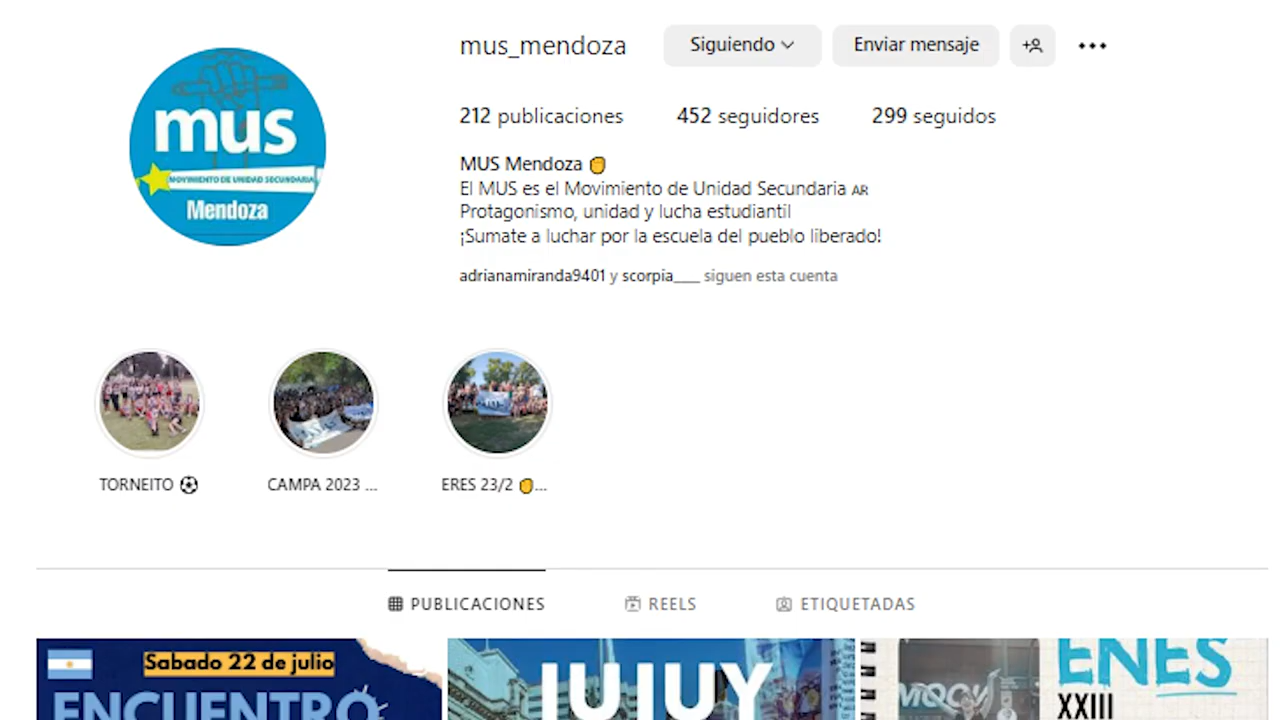 mus
MOVIMIENTO DE UNIDAD SECUNDARIA
Mendoza
mus_mendoza
Siguiendo
Enviar mensaje
212 publicaciones
452 seguidores
299 seguidos
MUS Mendoza ✊
El MUS es el Movimiento de Unidad Secundaria AR
Protagonismo, unidad y lucha estudiantil
¡Sumate a luchar por la escuela del pueblo liberado!
adrianamiranda9401 y scorpia____ siguen esta cuenta
TORNEITO ⚽
CAMPA 2023 ...
ERES 23/2 ✊...
PUBLICACIONES
REELS
ETIQUETADAS
Sabado 22 de julio
ENCUENTRO
JUJUY
ENES
XXIII